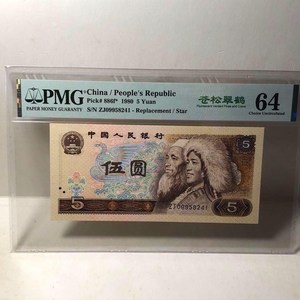 PMG
PAPER MONEY GUARANTY
China / People's Republic
Pick# 886f* 1980 5 Yuan
S/N ZJ00958241 - Replacement / Star
苍松翠鹤
64
Choice Uncirculated
中国人民银行
5
伍圆
5
ZJ00958241